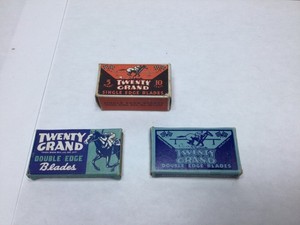 5 10
TWENTY
GRAND
SINGLE EDGE BLADES
TWENTY
GRAND
DOUBLE EDGE
Blades
TWENTY
GRAND
DOUBLE EDGE BLADES